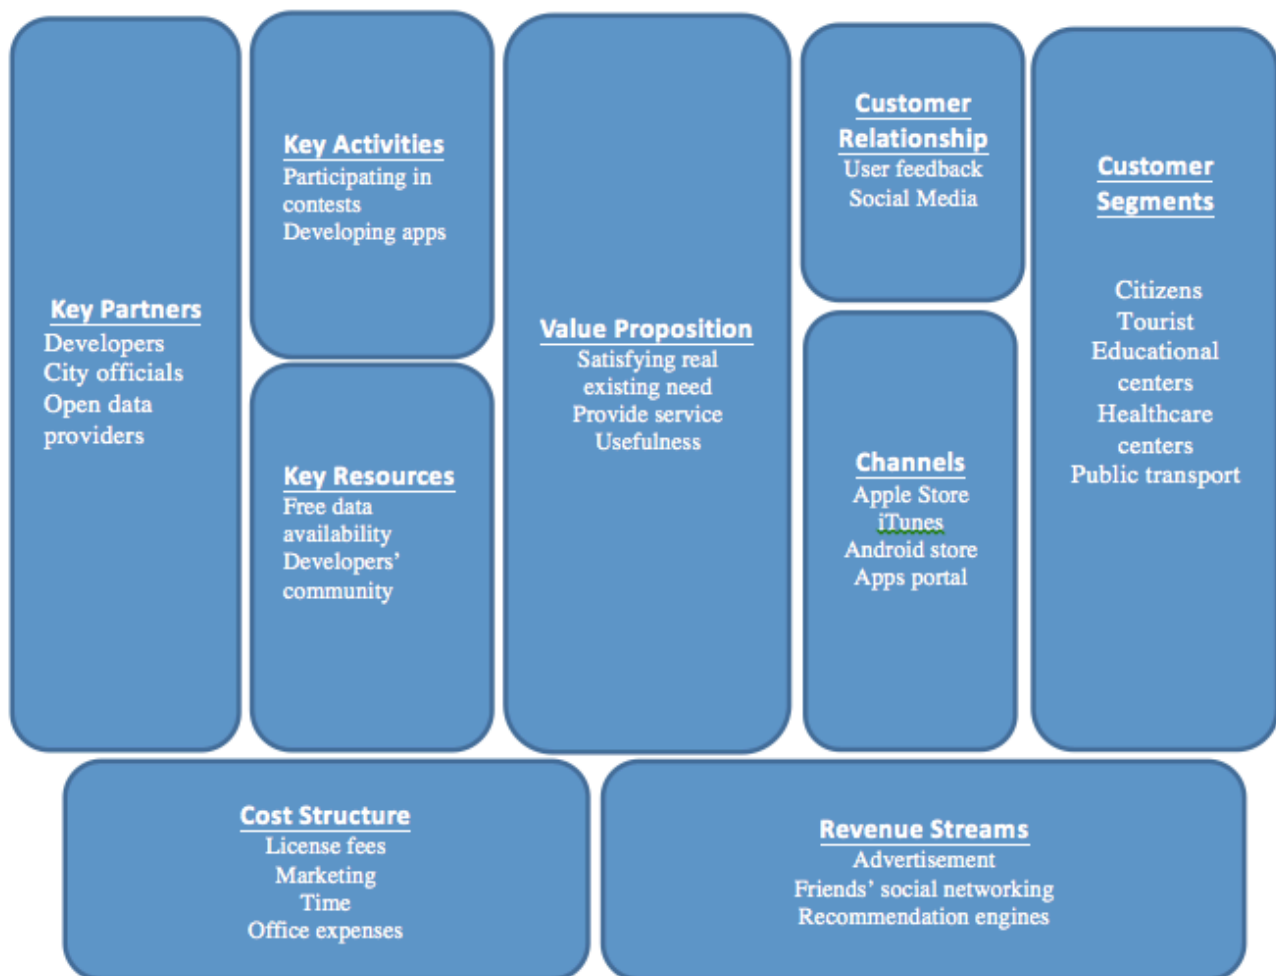 Key Partners
Developers
City officials
Open data
providers
Key Activities
Participating in
contests
Developing apps
Key Resources
Free data
availability
Developers’
community
Value Proposition
Satisfying real
existing need
Provide service
Usefulness
Customer
Relationship
User feedback
Social Media
Channels
Apple Store
iTunes
Android store
Apps portal
Customer
Segments
Citizens
Tourist
Educational
centers
Healthcare
centers
Public transport
Cost Structure
License fees
Marketing
Time
Office expenses
Revenue Streams
Advertisement
Friends’ social networking
Recommendation engines